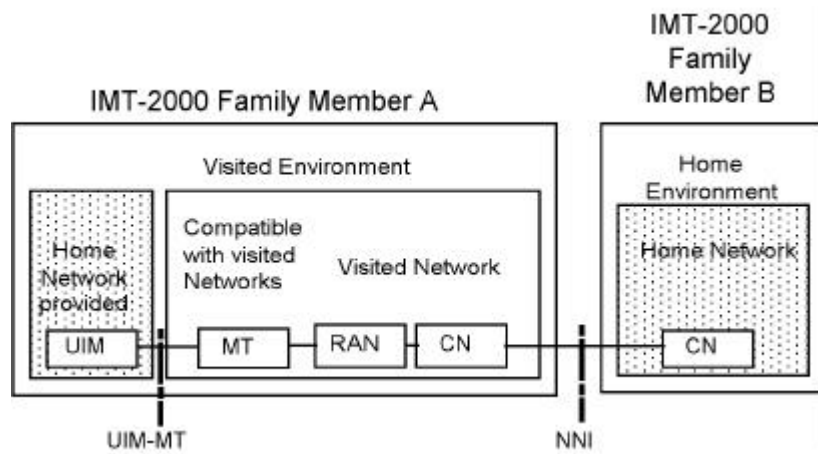 IMT-2000
Family
Member B
IMT-2000 Family Member A
Visited Environment
Home
Environment
Home
Network
provided
Compatible
with visited
Networks
Visited Network
Home Network
UIM
MT
RAN
CN
CN
UIM-MT
NNI